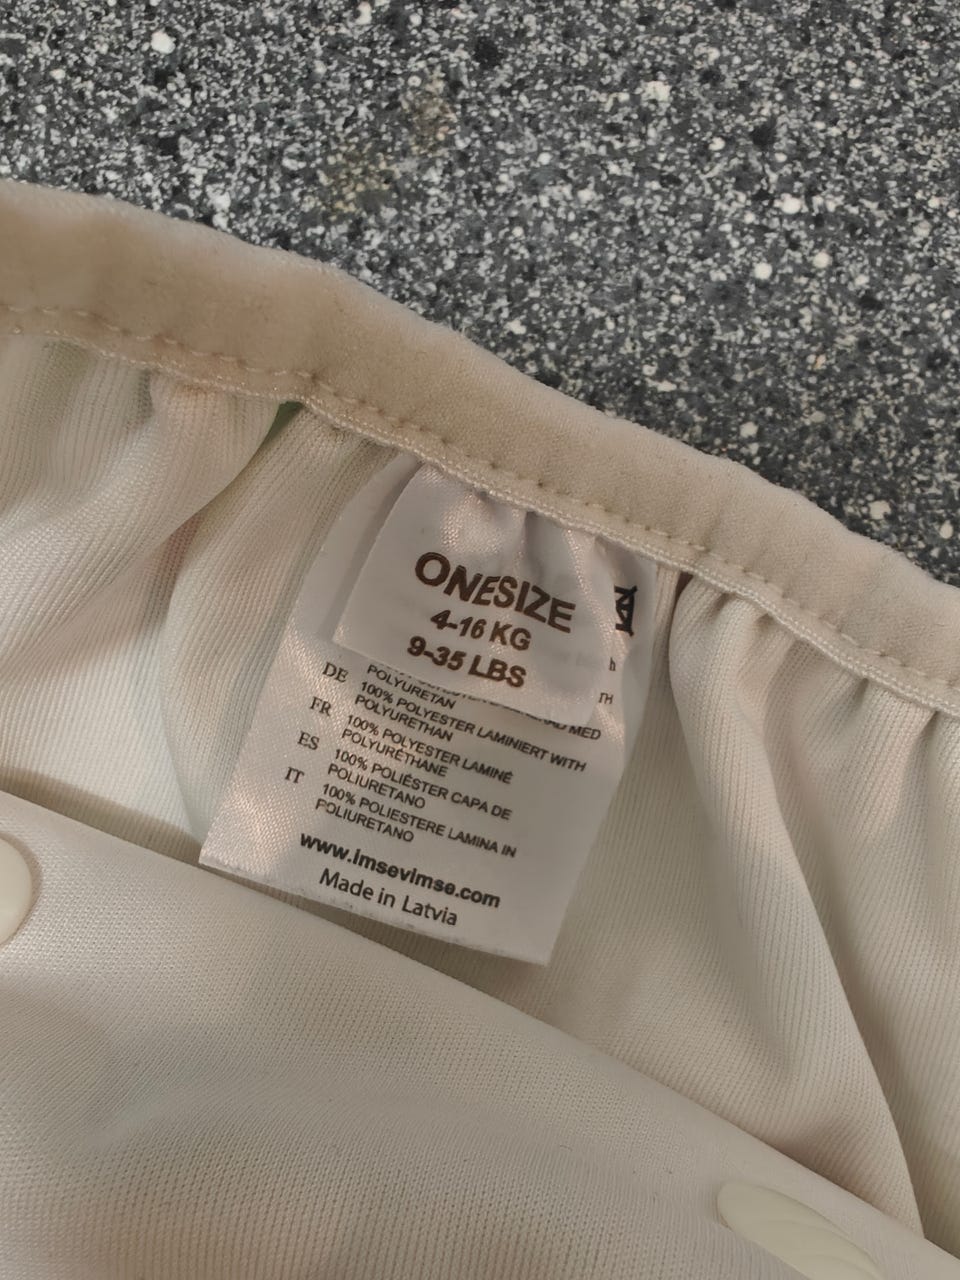 ONESIZE
4-16 KG
9-35 LBS
MED
POLYURETAN
DE 100% POLYESTER LAMINIERT WITH
POLYURETHAN
FR 100% POLYESTER LAMINÉ
POLYURÉTHANE
ES 100% POLIÉSTER CAPA DE
POLIURETANO
IT 100% POLIESTERE LAMINA IN
POLIURETANO
www.imsevimse.com
Made in Latvia